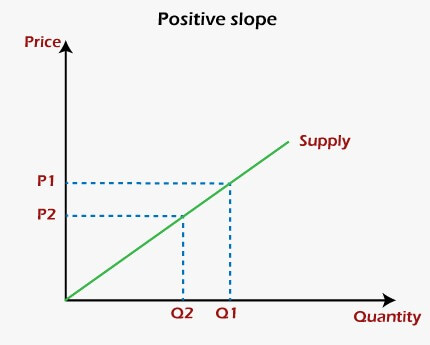 Positive slope
Price
Supply
P1
P2
Q2 Q1
Quantity